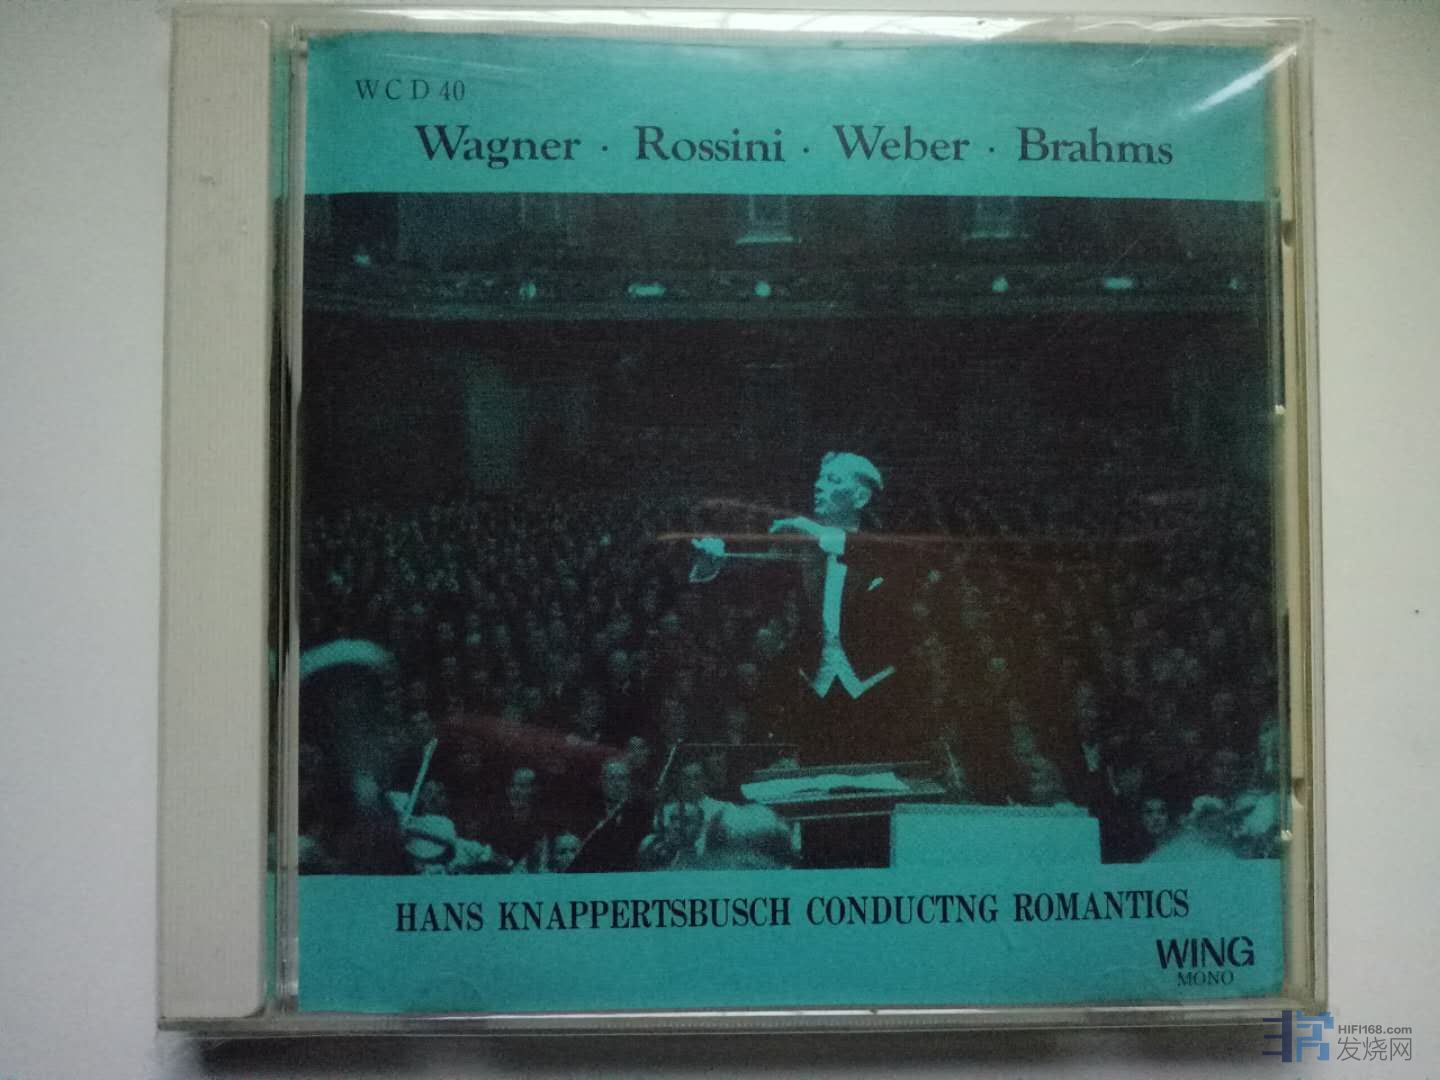 W C D 40
Wagner · Rossini · Weber · Brahms
HANS KNAPPERTSBUSCH CONDUCTNG ROMANTICS
WING
MONO
HIFI168.com
发烧网